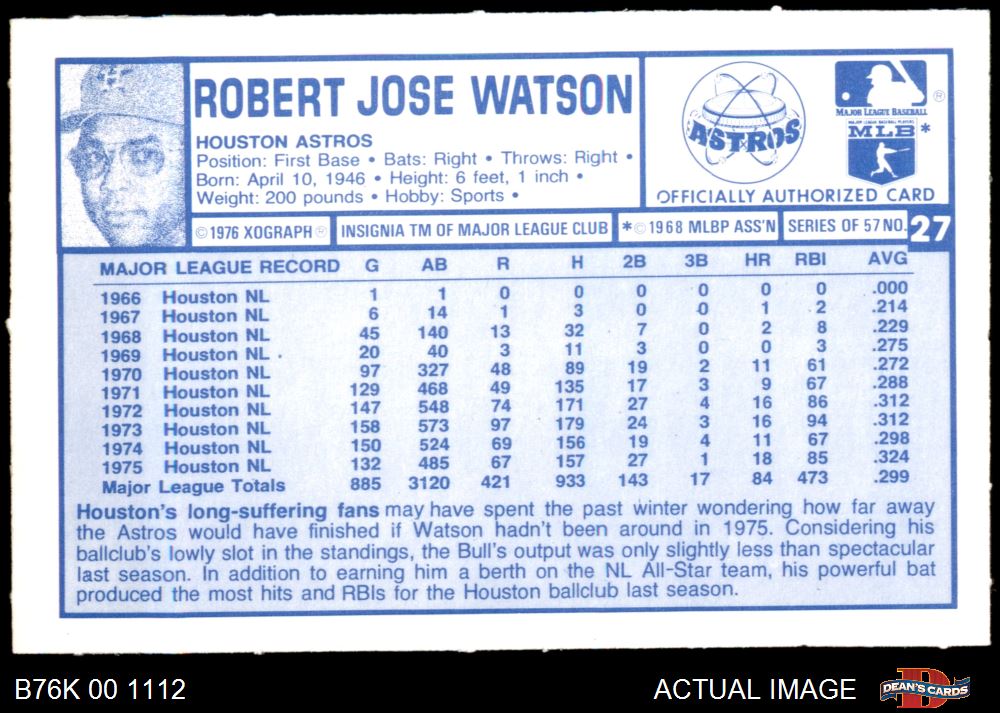 ROBERT JOSE WATSON
HOUSTON ASTROS
Position: First Base • Bats: Right • Throws: Right •
Born: April 10, 1946 • Height: 6 feet, 1 inch •
Weight: 200 pounds • Hobby: Sports •
ASTROS
MAJOR LEAGUE BASEBALL
®
MAJOR LEAGUE BASEBALL PLAYERS
MLB*
OFFICIALLY AUTHORIZED CARD
©1976 XOGRAPH® INSIGNIA TM OF MAJOR LEAGUE CLUB *©1968 MLBP ASS'N SERIES OF 57 NO. 27
MAJOR LEAGUE RECORD G AB R H 2B 3B HR RBI AVG
1966 Houston NL 1 1 0 0 0 0 0 0 .000
1967 Houston NL 6 14 1 3 0 0 1 2 .214
1968 Houston NL 45 140 13 32 7 0 2 8 .229
1969 Houston NL . 20 40 3 11 3 0 0 3 .275
1970 Houston NL 97 327 48 89 19 2 11 61 .272
1971 Houston NL 129 468 49 135 17 3 9 67 .288
1972 Houston NL 147 548 74 171 27 4 16 86 .312
1973 Houston NL 158 573 97 179 24 3 16 94 .312
1974 Houston NL 150 524 69 156 19 4 11 67 .298
1975 Houston NL 132 485 67 157 27 1 18 85 .324
Major League Totals 885 3120 421 933 143 17 84 473 .299
Houston's long-suffering fans may have spent the past winter wondering how far away
the Astros would have finished if Watson hadn't been around in 1975. Considering his
ballclub's lowly slot in the standings, the Bull's output was only slightly less than spectacular
last season. In addition to earning him a berth on the NL All-Star team, his powerful bat
produced the most hits and RBIs for the Houston ballclub last season.
B76K 00 1112
ACTUAL IMAGE
DEAN'S CARDS